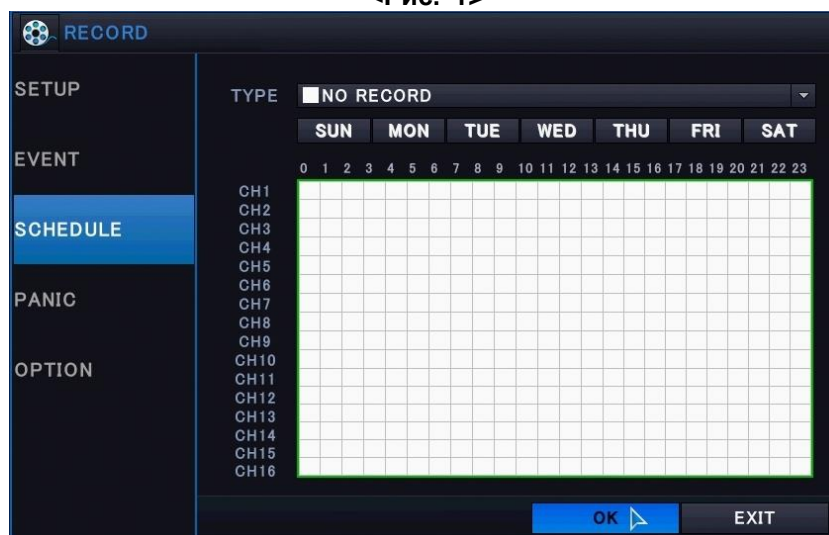 <Рис. 1>
RECORD
SETUP
EVENT
SCHEDULE
PANIC
OPTION
TYPE NO RECORD
SUN MON TUE WED THU FRI SAT
0 1 2 3 4 5 6 7 8 9 10 11 12 13 14 15 16 17 18 19 20 21 22 23
CH1
CH2
CH3
CH4
CH5
CH6
CH7
CH8
CH9
CH10
CH11
CH12
CH13
CH14
CH15
CH16
OK EXIT